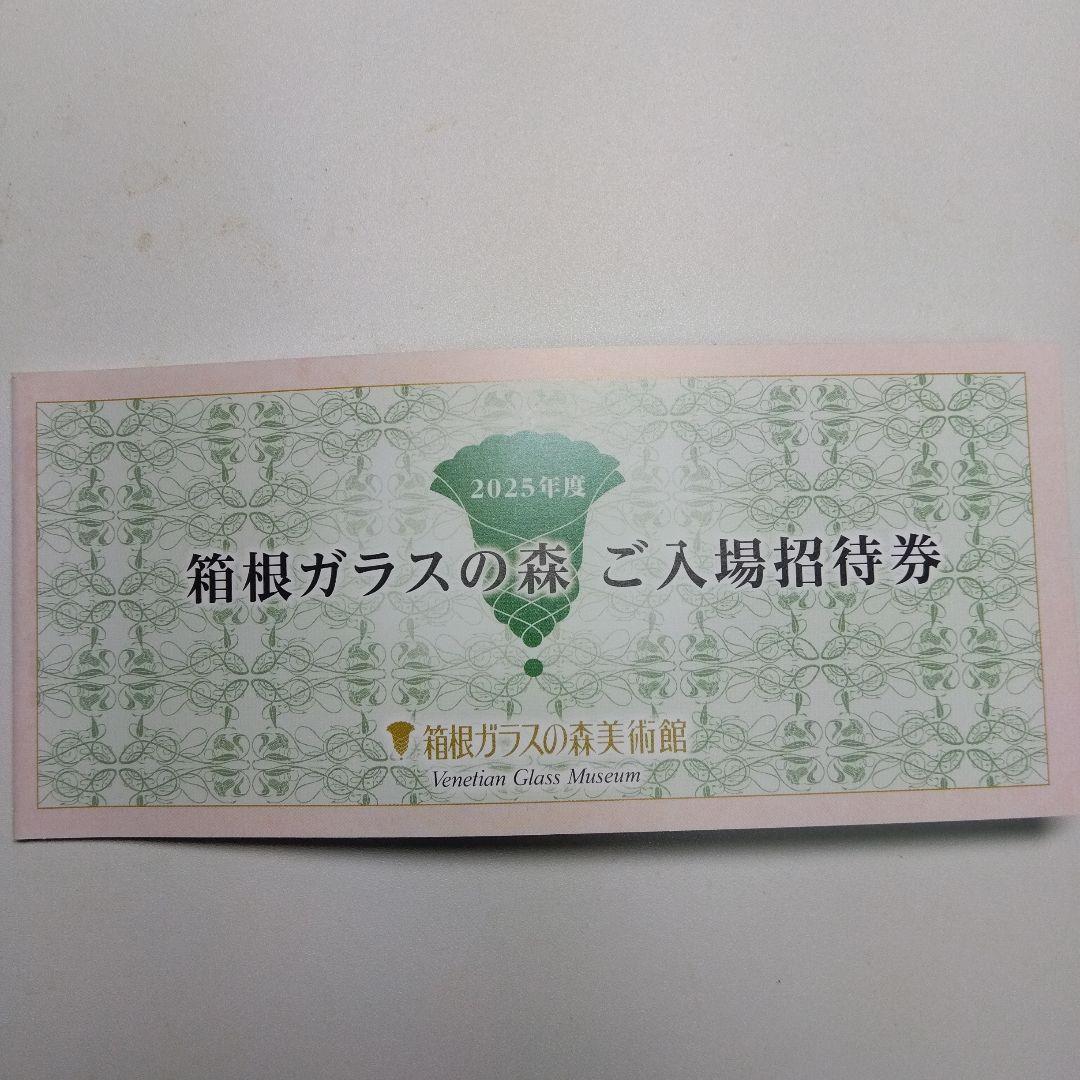 2025年度
箱根ガラスの森 ご入場招待券
箱根ガラスの森美術館
Venetian Glass Museum